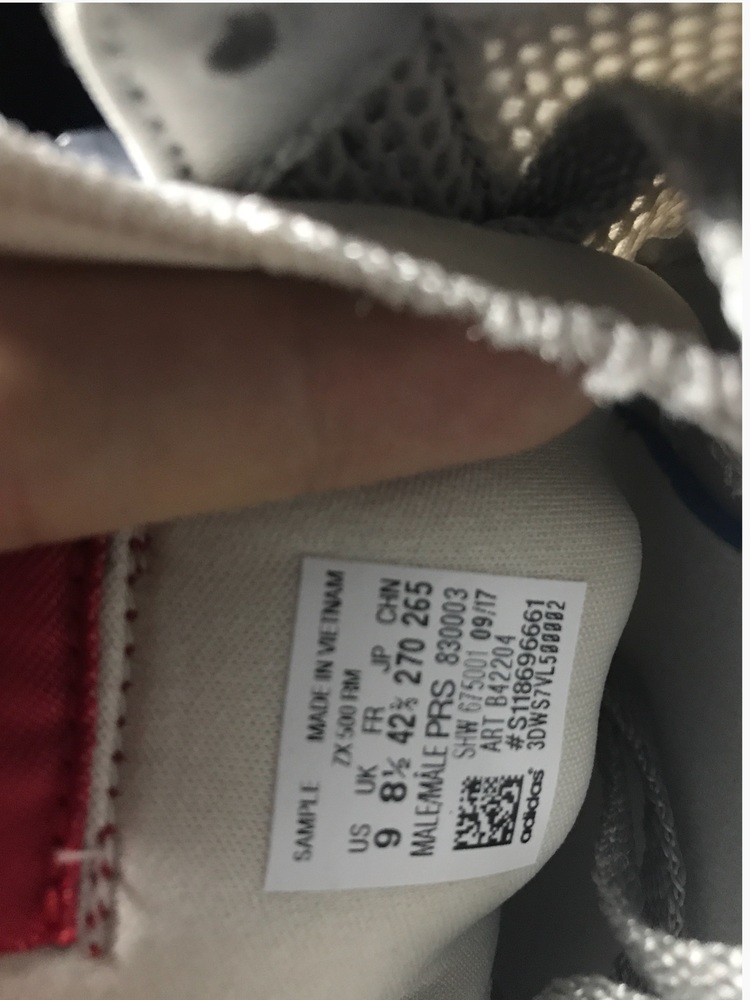 SAMPLE MADE IN VIETNAM
ZX 500 RM
US UK FR JP CHN
9 8½ 42⅔ 270 265
MALE/MÂLE PRS 830003
SHW 675001 09/17
ART B42204
# S118696661
3DWS7VL500002
adidas®